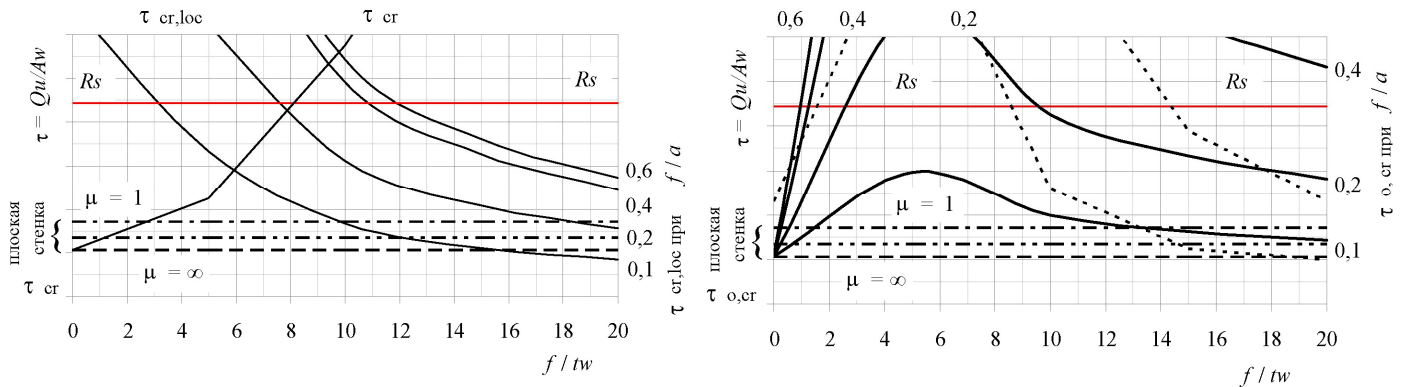 τ cr,loc
τ cr
τ = Qu/Aw
Rs
Rs
0,6
0,4
0,2
0,1
f / a
τ cr,loc при
μ = 1
плоская
стенка
{
μ = ∞
τ cr
0 2 4 6 8 10 12 14 16 18 20
f / tw
0,6
0,4
0,2
τ = Qu/Aw
Rs
Rs
0,4
0,2
0,1
τ o,cr при f / a
μ = 1
плоская
стенка
{
μ = ∞
τ o,cr
0 2 4 6 8 10 12 14 16 18 20
f / tw